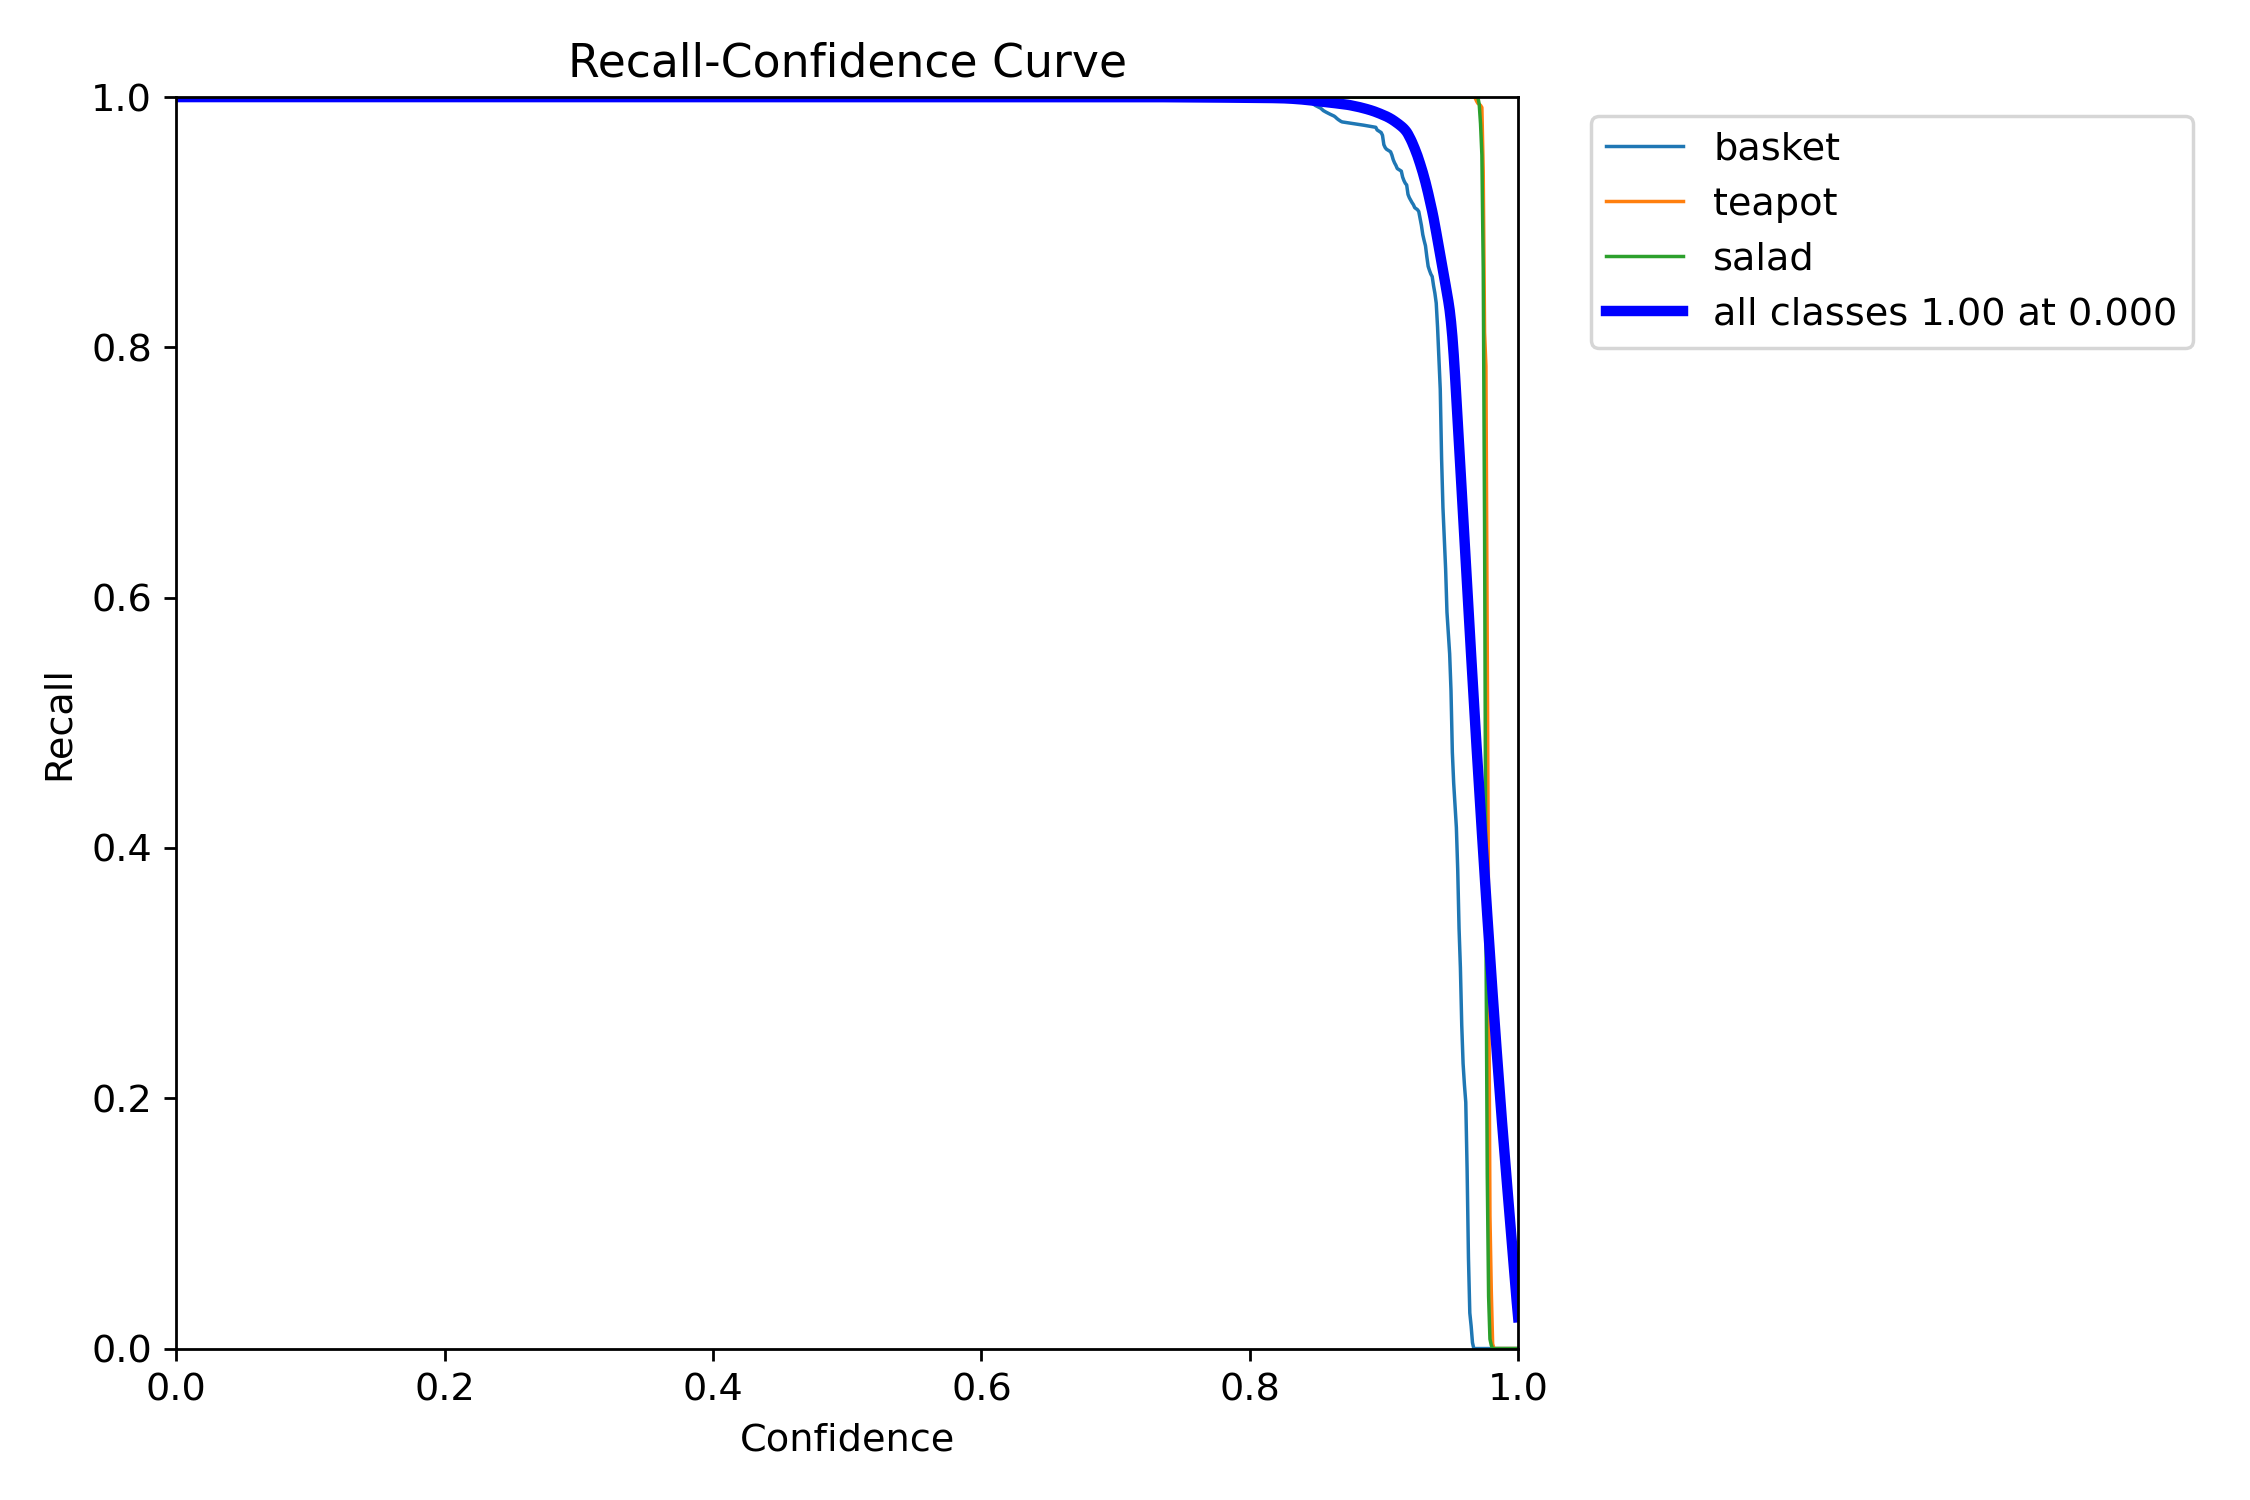 Recall-Confidence Curve
1.0
0.8
0.6
0.4
0.2
0.0
Recall
0.0 0.2 0.4 0.6 0.8 1.0
Confidence
basket
teapot
salad
all classes 1.00 at 0.000